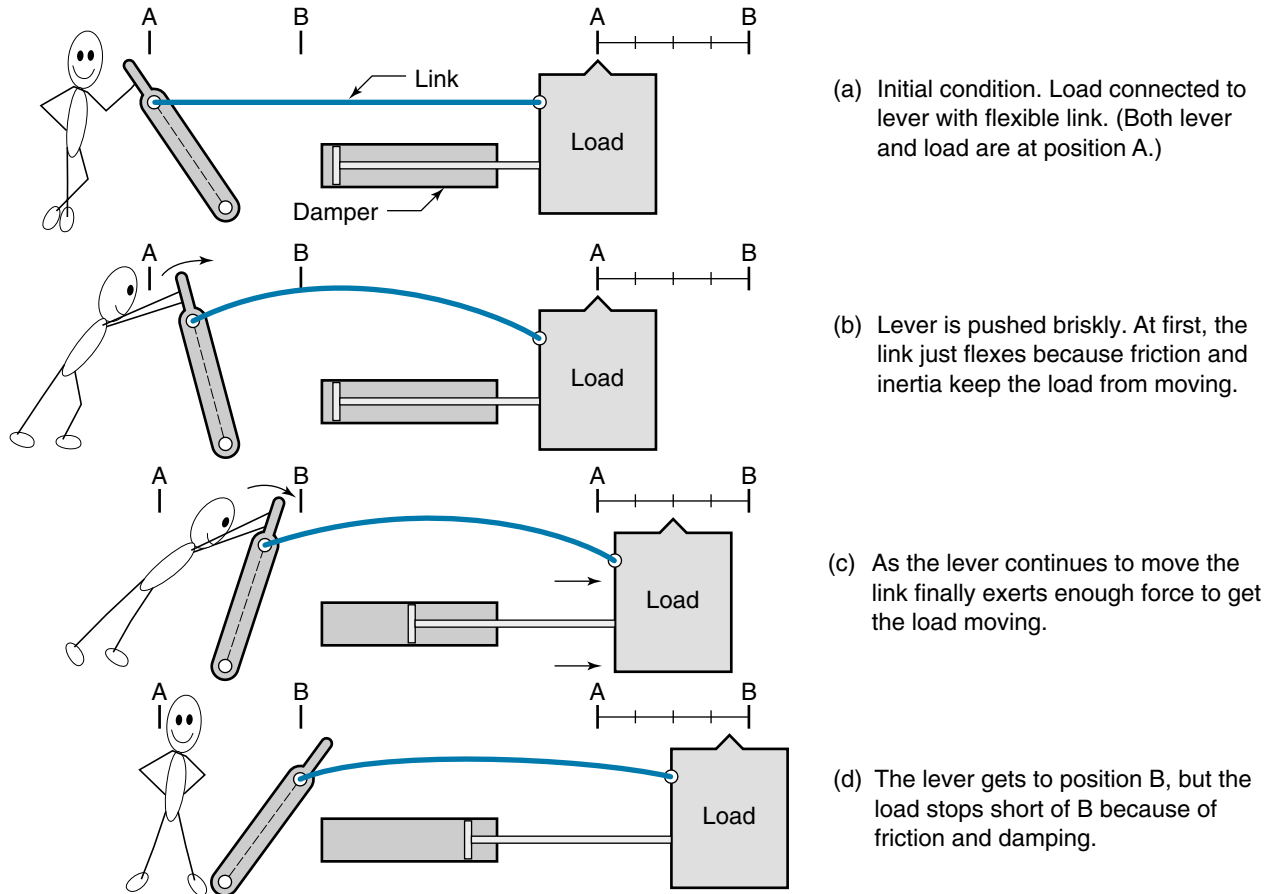 A B A B
Link
Load
Damper
(a) Initial condition. Load connected to
lever with flexible link. (Both lever
and load are at position A.)
A B A B
Load
(b) Lever is pushed briskly. At first, the
link just flexes because friction and
inertia keep the load from moving.
A B A B
Load
(c) As the lever continues to move the
link finally exerts enough force to get
the load moving.
A B A B
Load
(d) The lever gets to position B, but the
load stops short of B because of
friction and damping.